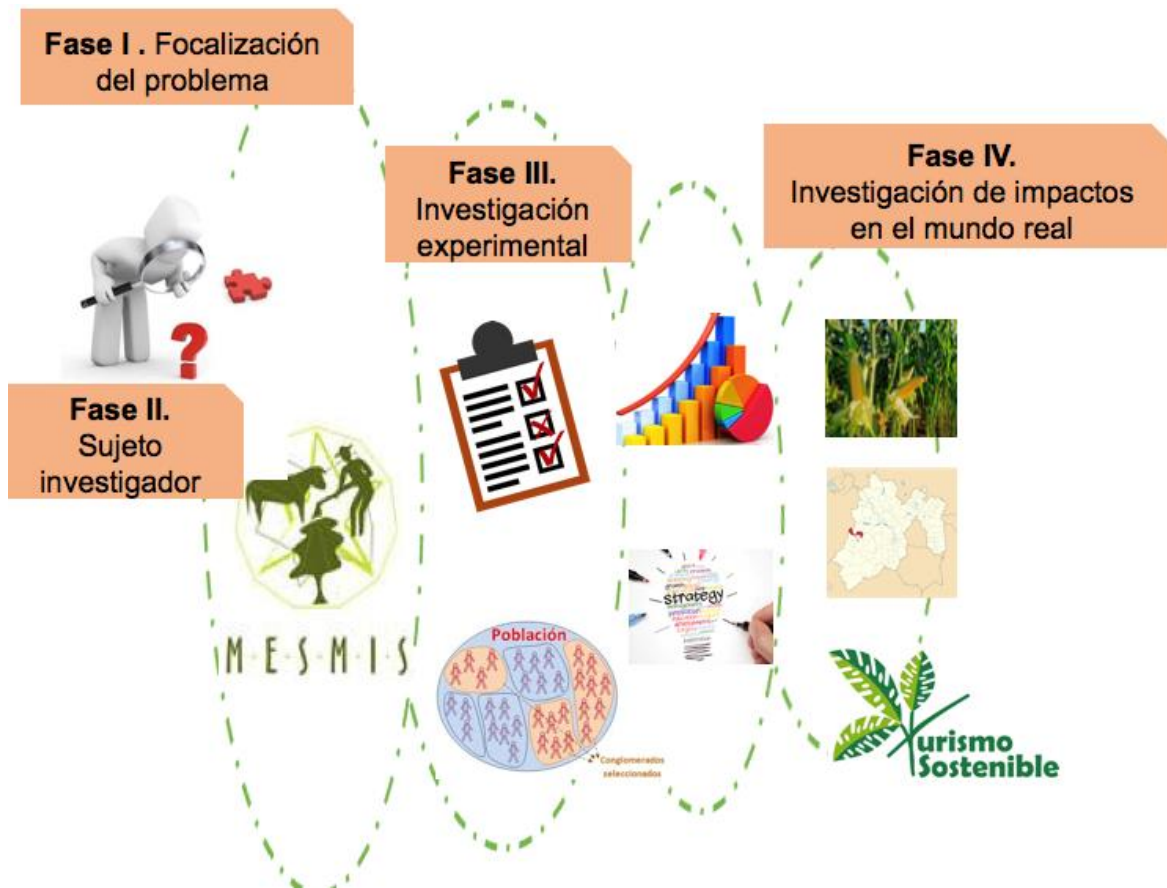 Fase I . Focalización
del problema
Fase II.
Sujeto
investigador
M·E·S·M·I·S
Fase III.
Investigación
experimental
Población
Conglomerados
seleccionados
strategy
Fase IV.
Investigación de impactos
en el mundo real
Turismo
Sostenible